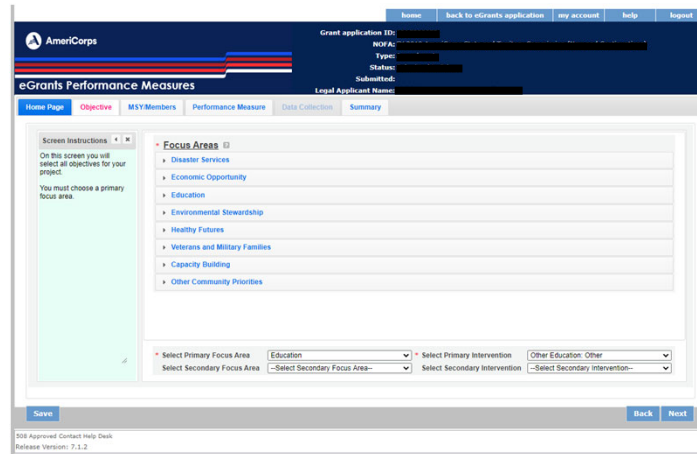 home back to eGrants application my account help logout
AmeriCorps
Grant application ID:
NOFA:
Type:
Status:
Submitted:
Legal Applicant Name:
eGrants Performance Measures
Home Page Objective MSY/Members Performance Measure Data Collection Summary
Screen Instructions
On this screen you will
select all objectives for your
project.
You must choose a primary
focus area.
* Focus Areas
Disaster Services
Economic Opportunity
Education
Environmental Stewardship
Healthy Futures
Veterans and Military Families
Capacity Building
Other Community Priorities
* Select Primary Focus Area Education * Select Primary Intervention Other Education: Other
Select Secondary Focus Area --Select Secondary Focus Area-- Select Secondary Intervention --Select Secondary Intervention--
Save Back Next
508 Approved Contact Help Desk
Release Version: 7.1.2